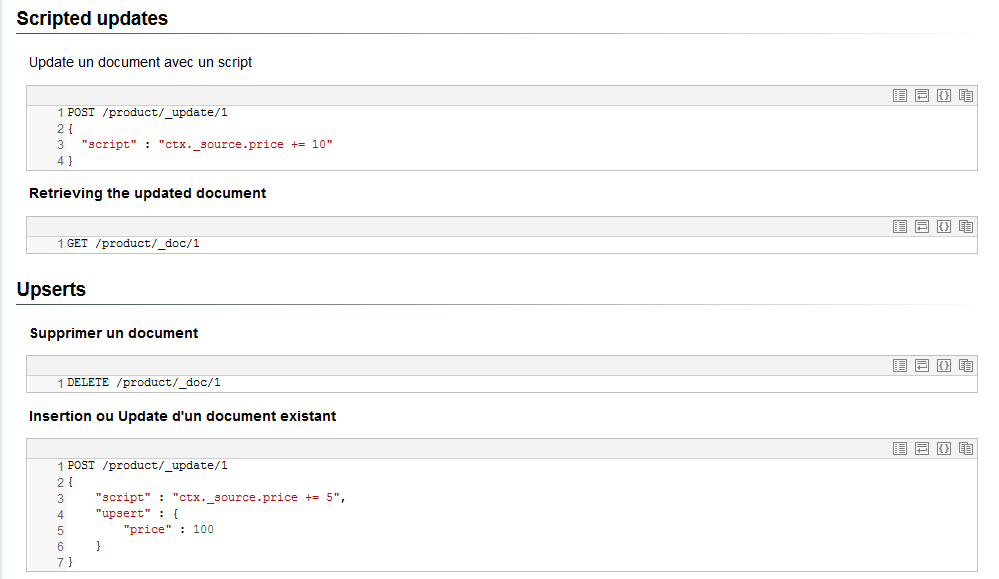 Scripted updates
Update un document avec un script
1 POST /product/_update/1
2 {
3   "script" : "ctx._source.price += 10"
4 }
Retrieving the updated document
1 GET /product/_doc/1
Upserts
Supprimer un document
1 DELETE /product/_doc/1
Insertion ou Update d'un document existant
1 POST /product/_update/1
2 {
3     "script" : "ctx._source.price += 5",
4     "upsert" : {
5         "price" : 100
6     }
7 }